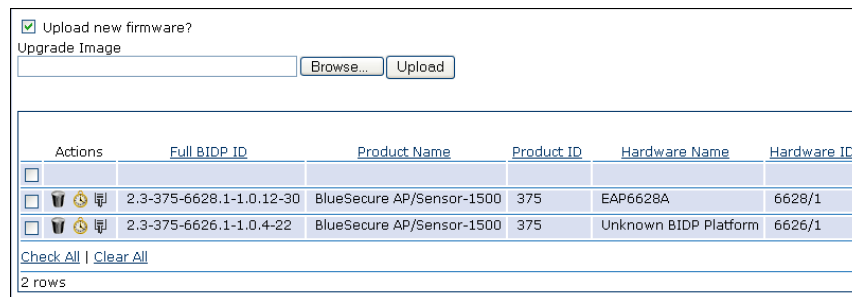 Upload new firmware?
Upgrade Image
Browse... Upload
Actions Full BIDP ID Product Name Product ID Hardware Name Hardware ID
2.3-375-6628.1-1.0.12-30 BlueSecure AP/Sensor-1500 375 EAP6628A 6628/1
2.3-375-6626.1-1.0.4-22 BlueSecure AP/Sensor-1500 375 Unknown BIDP Platform 6626/1
Check All | Clear All
2 rows